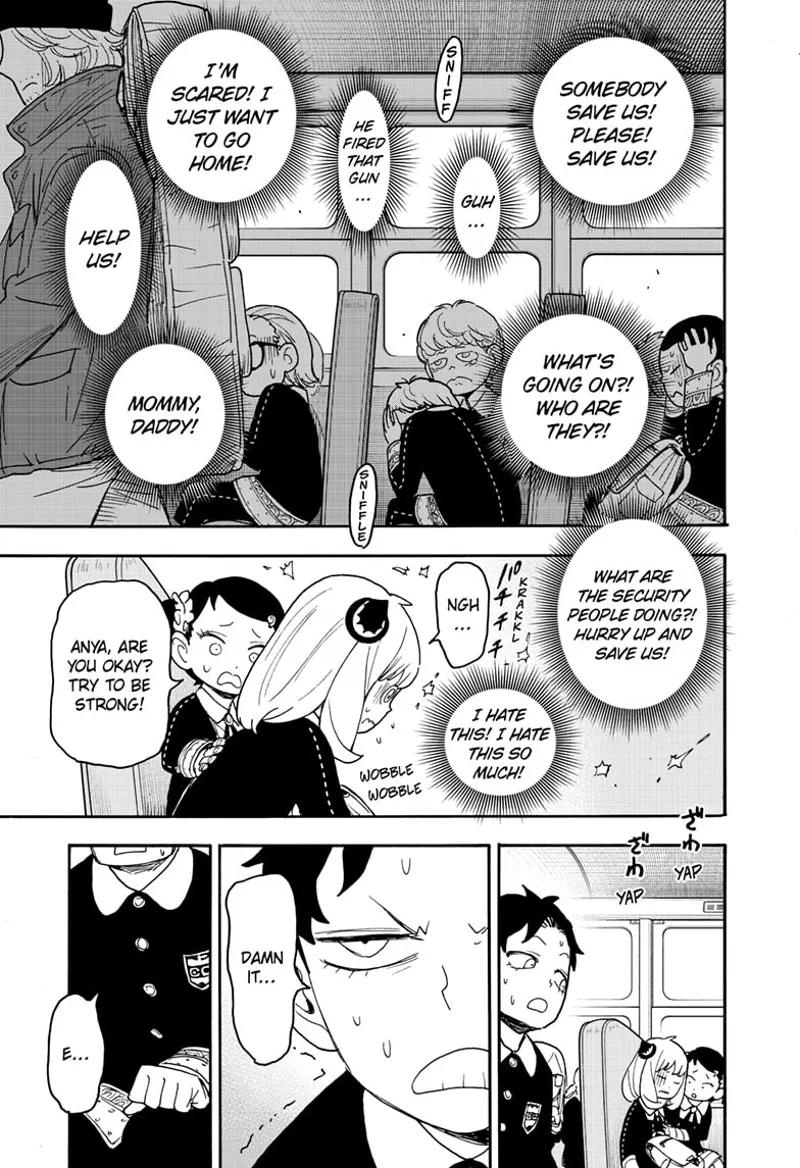 SOMEBODY
SAVE US!
PLEASE!
SAVE US!
SNIFF
I'M
SCARED! I
JUST WANT
TO GO
HOME!
HE
FIRED
THAT
GUN
...
GUH
...
HELP
US!
WHAT'S
GOING ON?!
WHO ARE
THEY?!
MOMMY,
DADDY!
SNIFFLE
WHAT ARE
THE SECURITY
PEOPLE DOING?!
HURRY UP AND
SAVE US!
チチチ
KRAKKL
NGH
...
I HATE
THIS! I HATE
THIS SO
MUCH!
ANYA, ARE
YOU OKAY?
TRY TO BE
STRONG!
WOBBLE
WOBBLE
ざわ
YAP
ざわ
YAP
DAMN
IT...
E...